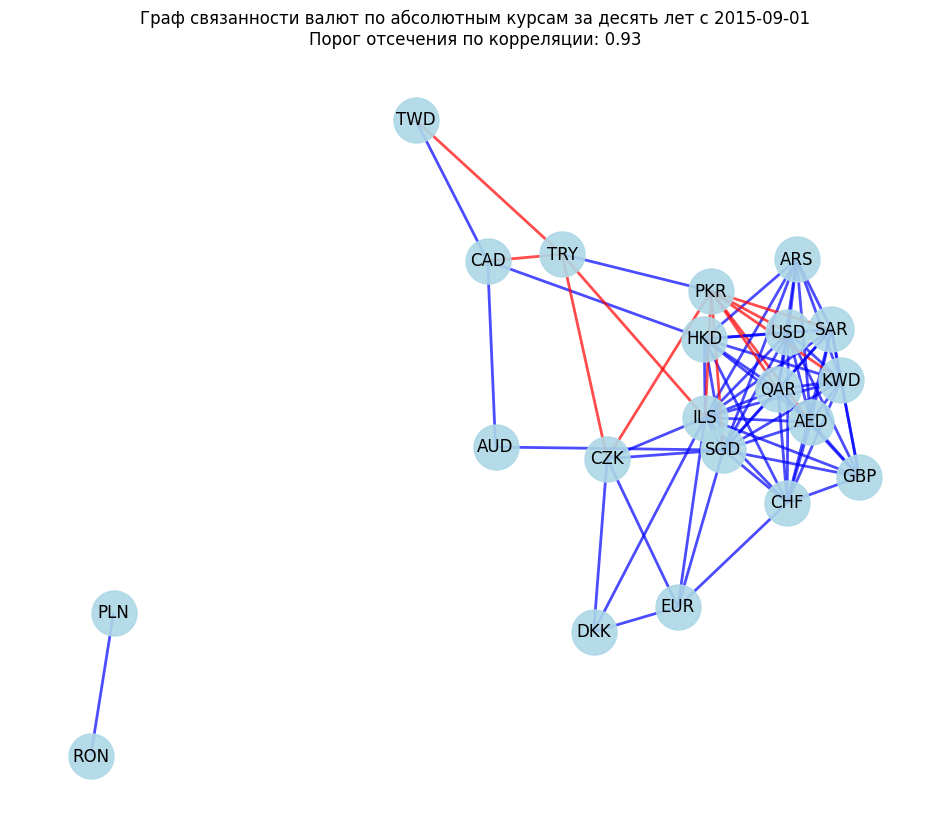 Граф связанности валют по абсолютным курсам за десять лет с 2015-09-01
Порог отсечения по корреляции: 0.93
TWD
CAD
TRY
ARS
PKR
USD
SAR
HKD
KWD
QAR
ILS
AED
SGD
AUD
CZK
GBP
CHF
EUR
DKK
PLN
RON